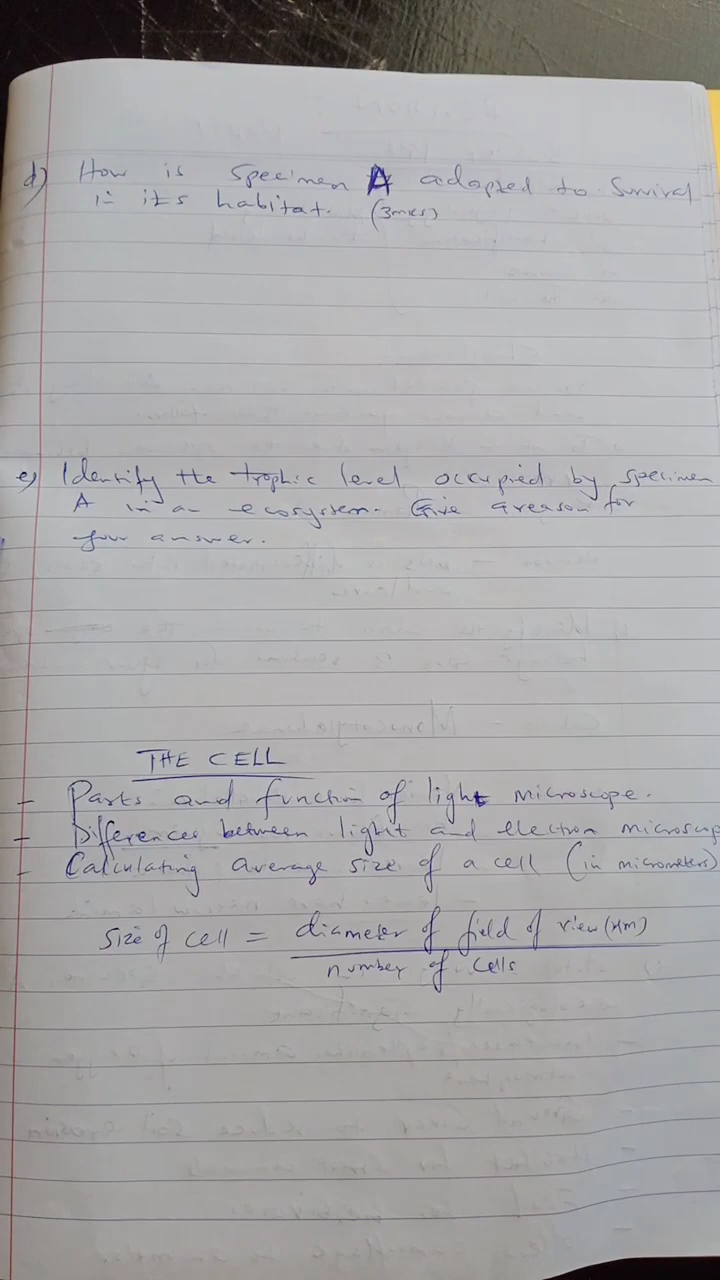 d) How is specimen A adapted to Survival
in its habitat. (3mks)
e) Identify the trophic level occupied by specimen
A in an ecosystem. Give a reason for
your answer.
THE CELL
- Parts and function of light microscope.
- Differences between light and electron microscop
- Calculating average size of a cell (in micrometers)
Size of cell = diameter of field of view (µm)
number of cells